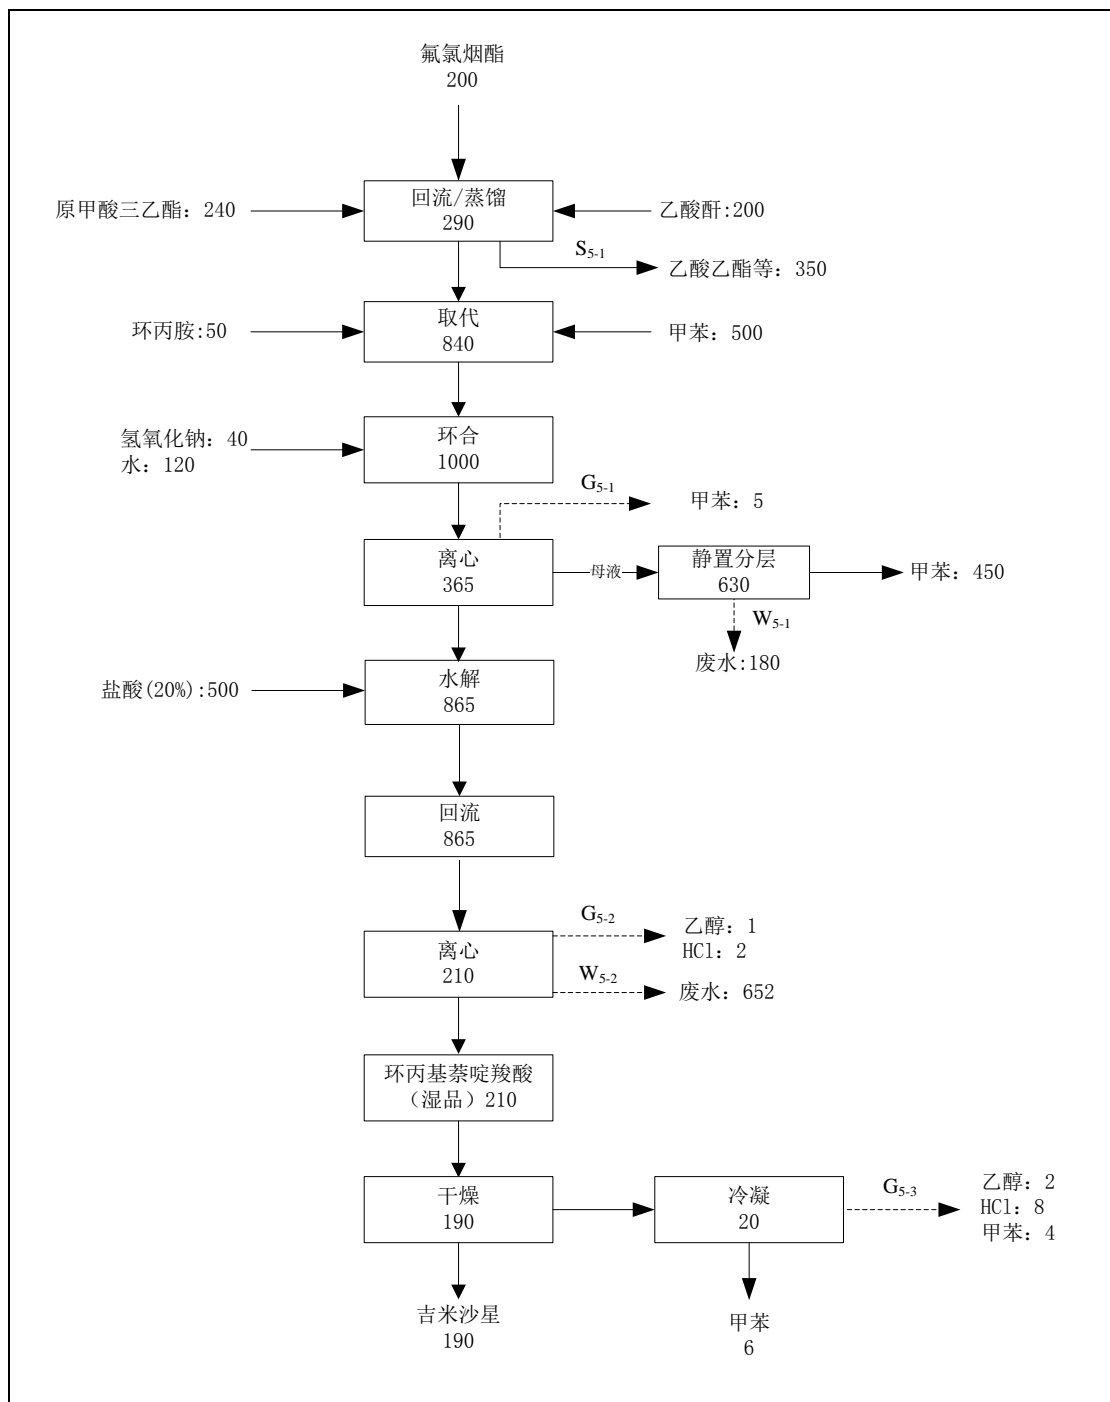 氟氯烟酯
200
原甲酸三乙酯：240
回流/蒸馏
290
乙酸酐:200
S5-1
乙酸乙酯等：350
环丙胺:50
取代
840
甲苯：500
氢氧化钠：40
水：120
环合
1000
G5-1
甲苯：5
离心
365
母液
静置分层
630
甲苯：450
W5-1
废水:180
盐酸(20%):500
水解
865
回流
865
G5-2
乙醇：1
HCl：2
离心
210
W5-2
废水：652
环丙基萘啶羧酸
（湿品）210
干燥
190
冷凝
20
G5-3
乙醇：2
HCl：8
甲苯：4
吉米沙星
190
甲苯
6